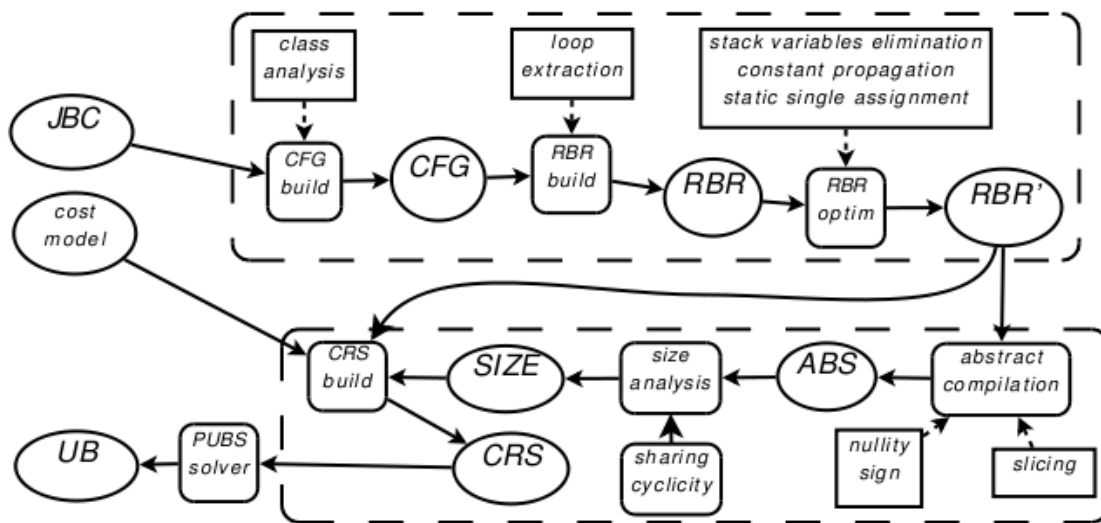 class
analysis
loop
extraction
stack variables elimination
constant propagation
static single assignment
JBC
CFG
build
CFG
RBR
build
RBR
RBR
optim
RBR'
cost
model
CRS
build
SIZE
size
analysis
ABS
abstract
compilation
UB
PUBS
solver
CRS
sharing
cyclicity
nullity
sign
slicing